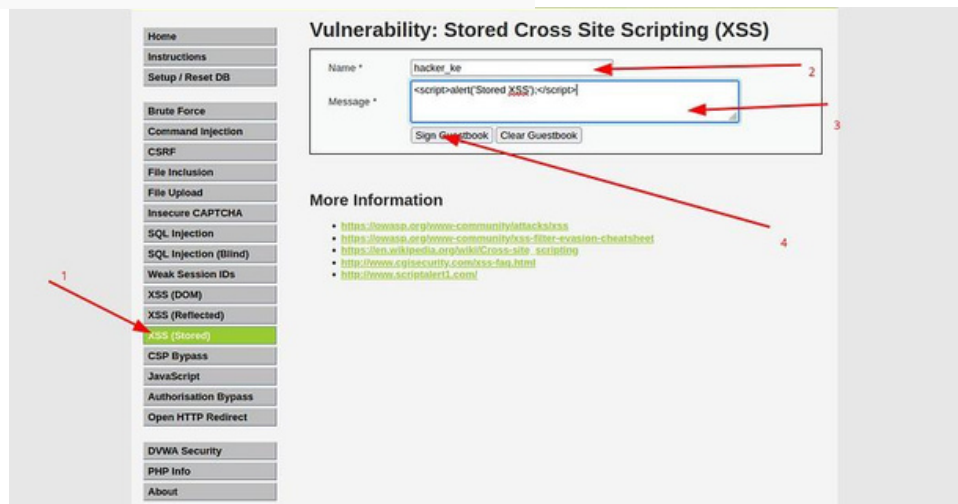 Home
Instructions
Setup / Reset DB
Brute Force
Command Injection
CSRF
File Inclusion
File Upload
Insecure CAPTCHA
SQL Injection
SQL Injection (Blind)
Weak Session IDs
XSS (DOM)
XSS (Reflected)
XSS (Stored)
CSP Bypass
JavaScript
Authorisation Bypass
Open HTTP Redirect
DVWA Security
PHP Info
About
1
Vulnerability: Stored Cross Site Scripting (XSS)
Name * hacker_ke
2
Message * <script>alert('Stored XSS');</script>
3
Sign Guestbook Clear Guestbook
4
More Information
https://owasp.org/www-community/attacks/xss
https://owasp.org/www-community/xss-filter-evasion-cheatsheet
https://en.wikipedia.org/wiki/Cross-site_scripting
http://www.cgisecurity.com/xss-faq.html
http://www.scriptalert1.com/